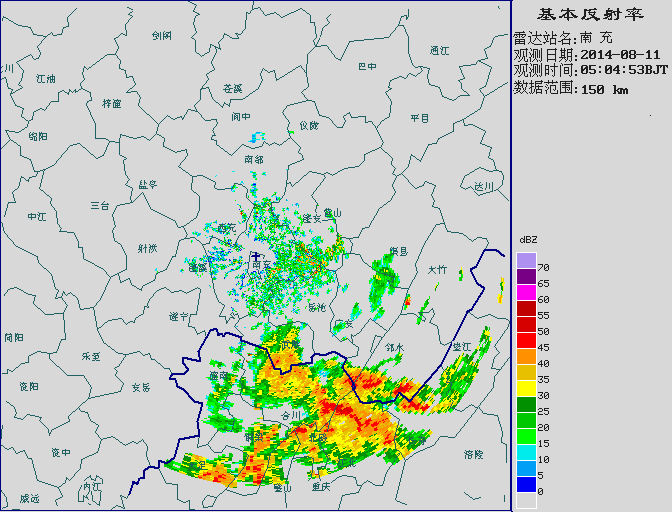 基本反射率
雷达站名:南 充
观测日期:2014-08-11
观测时间:05:04:53BJT
数据范围:150 km
dBZ
70
65
60
55
50
45
40
35
30
25
20
15
10
5
0
剑阁
通江
江油
巴中
苍溪
梓潼
阆中
仪陇
平昌
绵阳
南部
盐亭
达川
三台
中江
蓬安
营山
西充
射洪
渠县
大竹
蓬溪
南充
岳池
遂宁
广安
简阳
邻水
垫江
乐至
资阳
安岳
潼南
合川
铜梁
北碚
资中
大足
涪陵
内江
璧山
重庆
威远